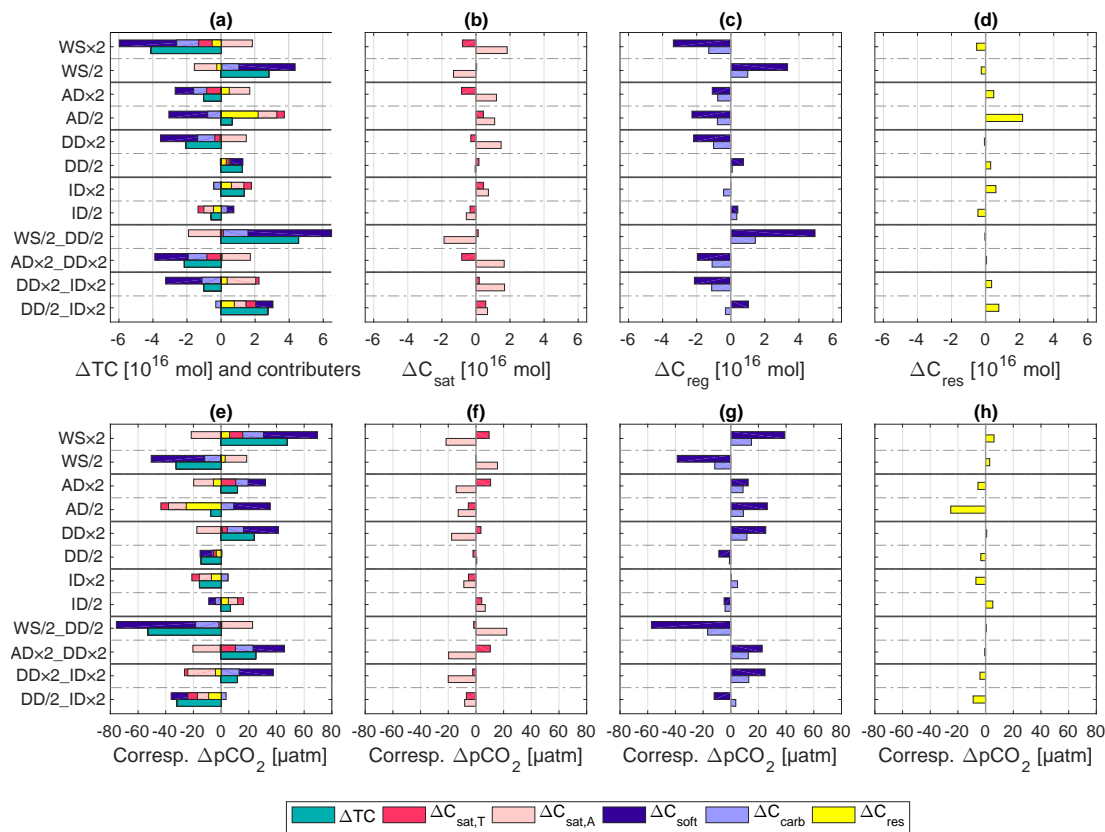 (a) (b) (c) (d)
WS×2
WS/2
AD×2
AD/2
DD×2
DD/2
ID×2
ID/2
WS/2_DD/2
AD×2_DD×2
DD×2_ID×2
DD/2_ID×2
-6 -4 -2 0 2 4 6 -6 -4 -2 0 2 4 6 -6 -4 -2 0 2 4 6 -6 -4 -2 0 2 4 6
ΔTC [10^16 mol] and contributers ΔC_sat [10^16 mol] ΔC_reg [10^16 mol] ΔC_res [10^16 mol]
(e) (f) (g) (h)
WS×2
WS/2
AD×2
AD/2
DD×2
DD/2
ID×2
ID/2
WS/2_DD/2
AD×2_DD×2
DD×2_ID×2
DD/2_ID×2
-80 -60 -40 -20 0 20 40 60 80 -80 -60 -40 -20 0 20 40 60 80 -80 -60 -40 -20 0 20 40 60 80 -80 -60 -40 -20 0 20 40 60 80
Corresp. ΔpCO2 [µatm] Corresp. ΔpCO2 [µatm] Corresp. ΔpCO2 [µatm] Corresp. ΔpCO2 [µatm]
ΔTC ΔC_sat,T ΔC_sat,A ΔC_soft ΔC_carb ΔC_res